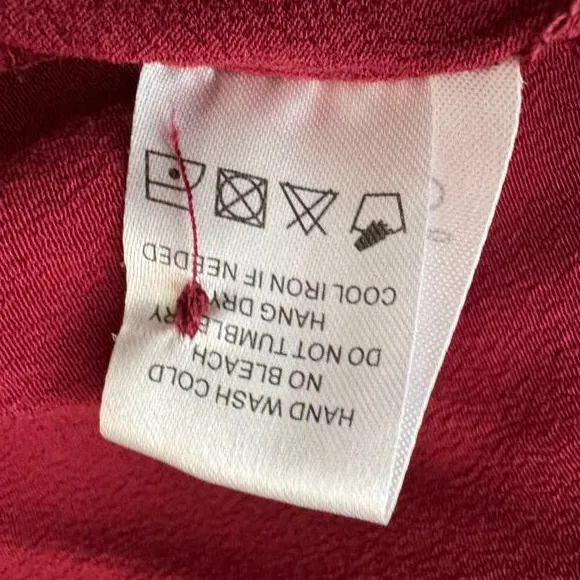 HAND WASH COLD
NO BLEACH
DO NOT TUMBLE DRY
HANG DRY
COOL IRON IF NEEDED